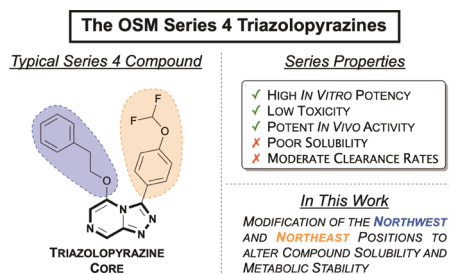 The OSM Series 4 Triazolopyrazines
Typical Series 4 Compound
F
F
O
O
N
N
N
N
TRIAZOLOPYRAZINE
CORE
Series Properties
✓ HIGH IN VITRO POTENCY
✓ LOW TOXICITY
✓ POTENT IN VIVO ACTIVITY
✗ POOR SOLUBILITY
✗ MODERATE CLEARANCE RATES
In This Work
MODIFICATION OF THE NORTHWEST
AND NORTHEAST POSITIONS TO
ALTER COMPOUND SOLUBILITY AND
METABOLIC STABILITY